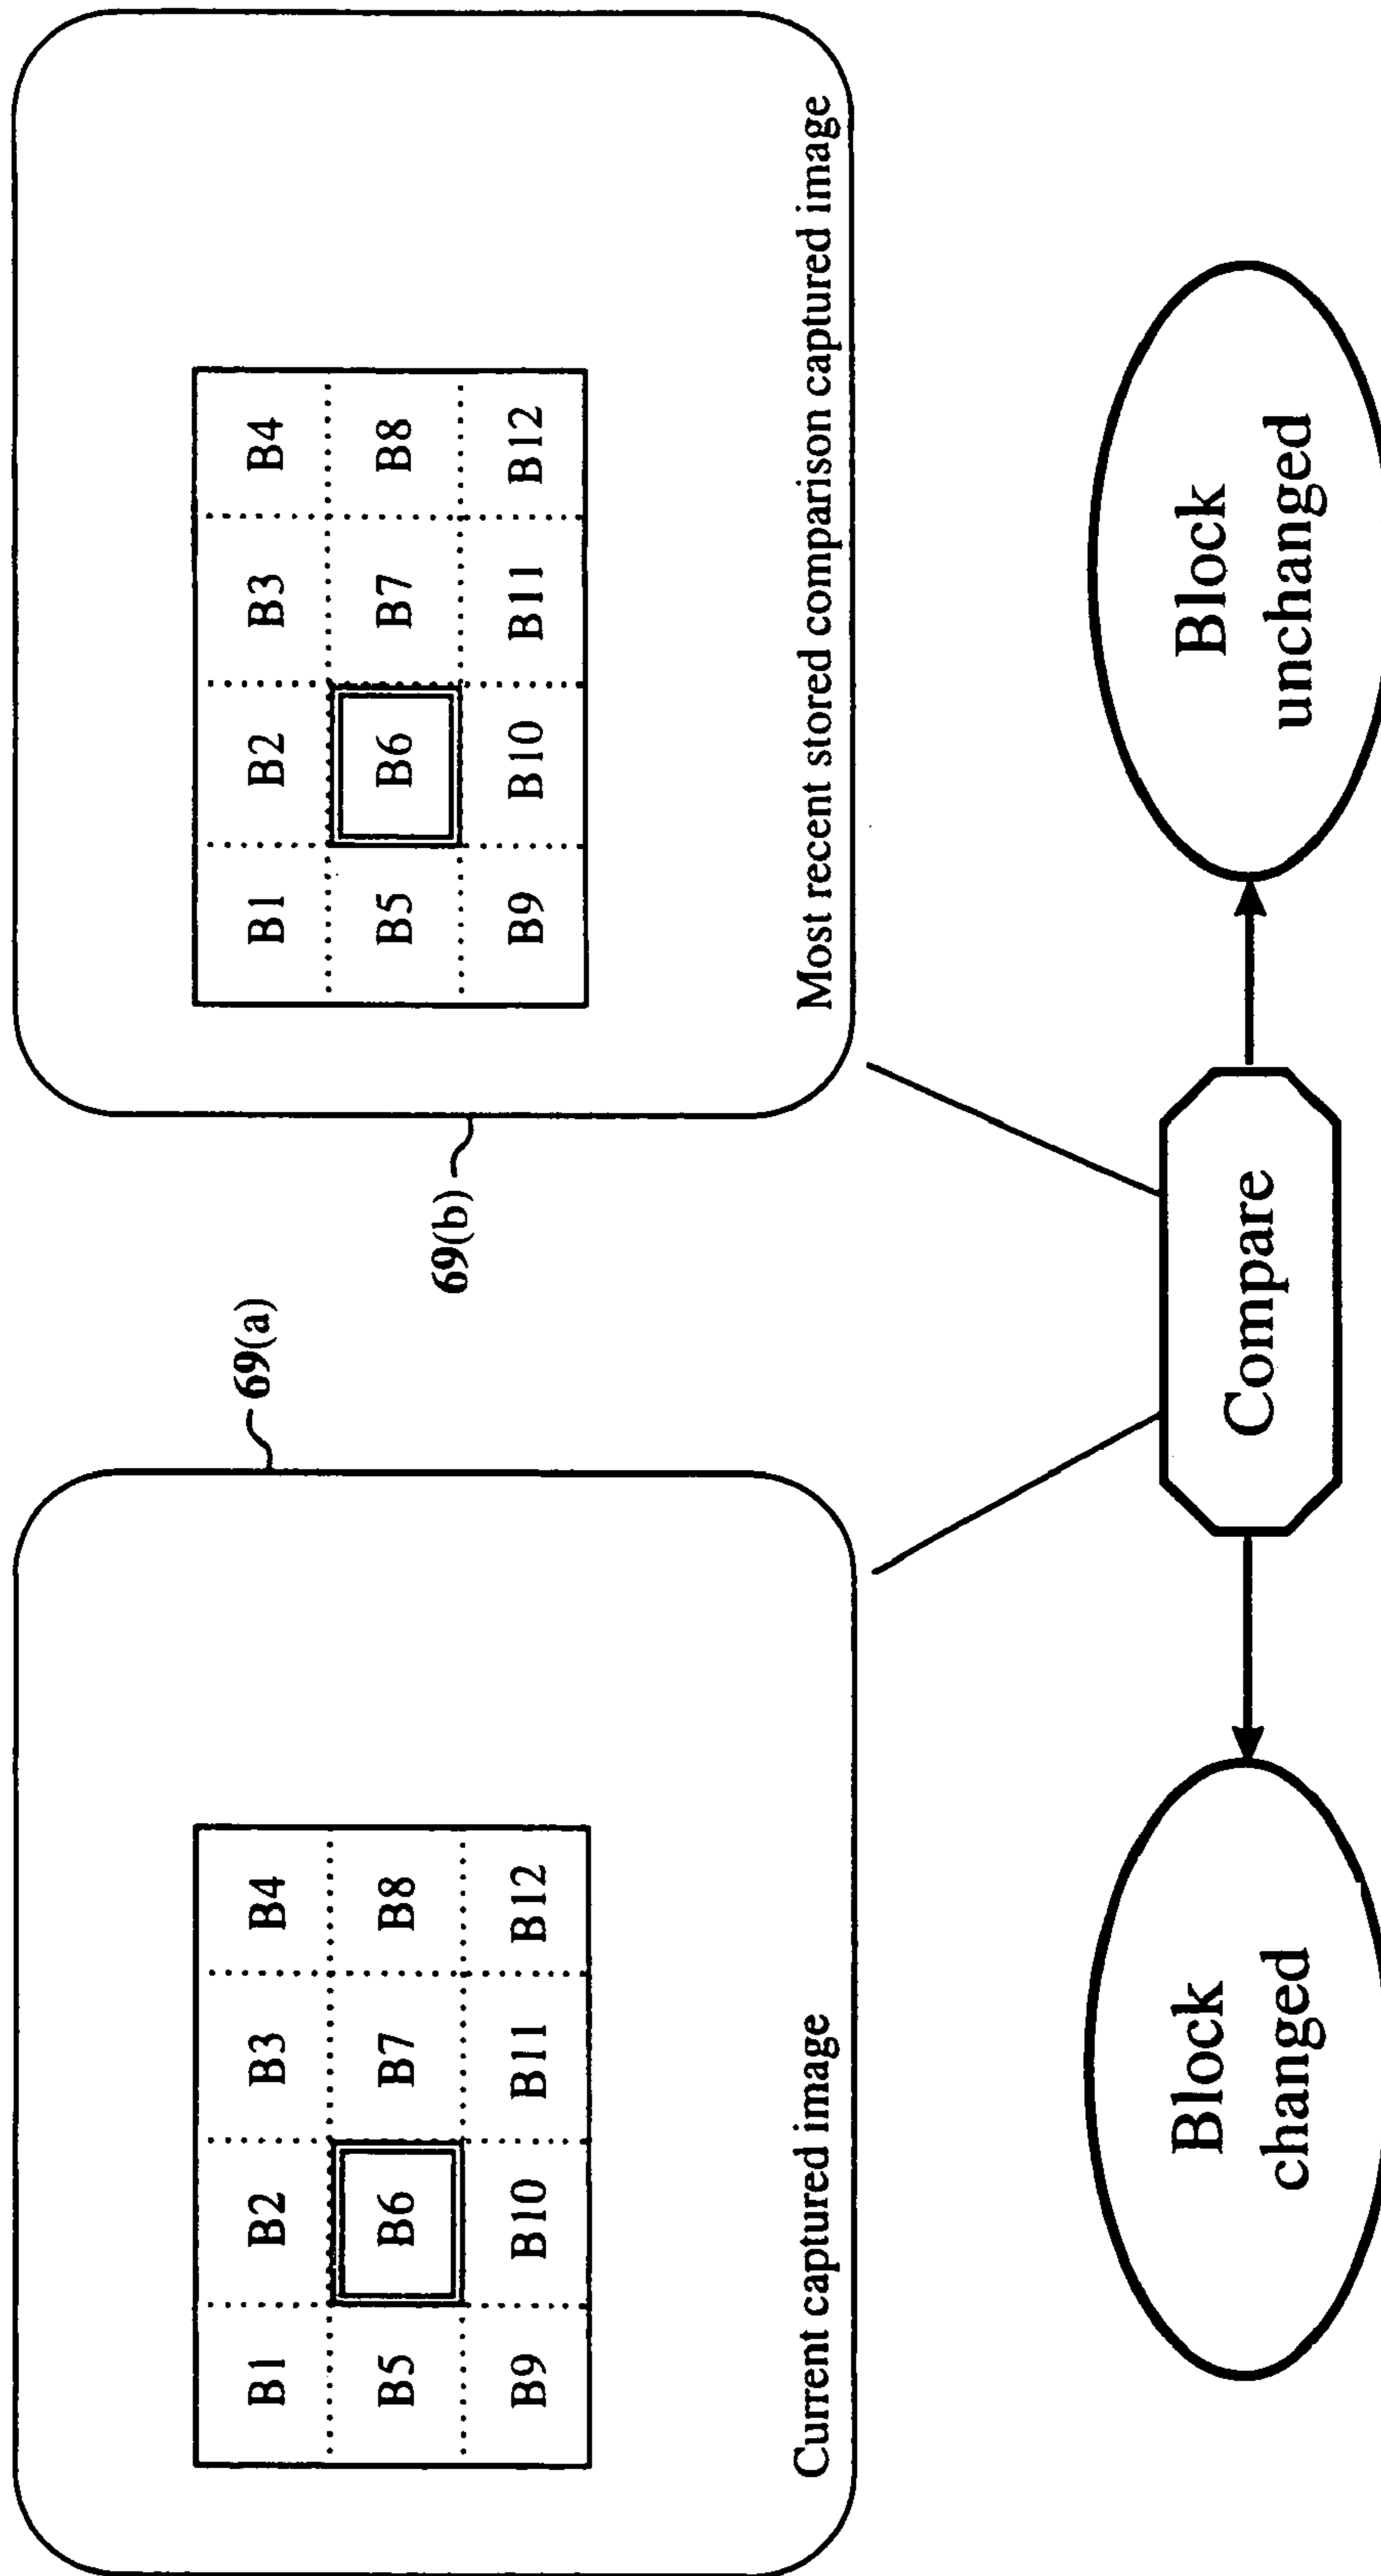 69(a)
B1 B2 B3 B4
B5 B6 B7 B8
B9 B10 B11 B12
Current captured image
69(b)
B1 B2 B3 B4
B5 B6 B7 B8
B9 B10 B11 B12
Most recent stored comparison captured image
Block
changed
Compare
Block
unchanged